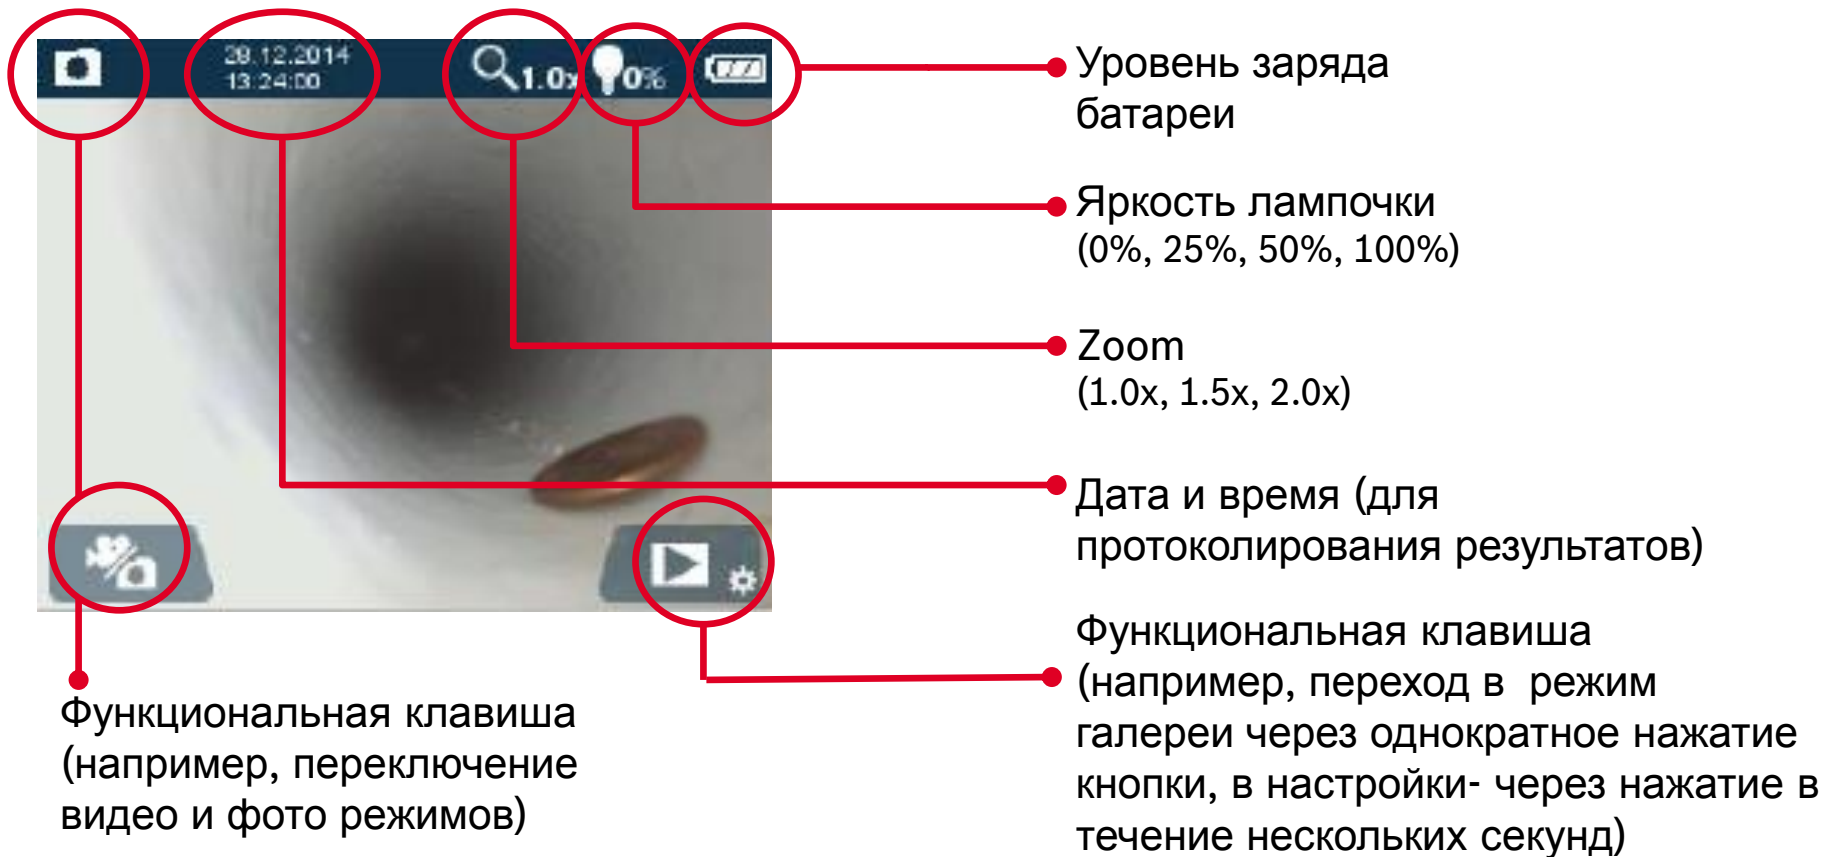 28.12.2014
13:24:00
1.0x
0%
Уровень заряда
батареи
Яркость лампочки
(0%, 25%, 50%, 100%)
Zoom
(1.0x, 1.5x, 2.0x)
Дата и время (для
протоколирования результатов)
Функциональная клавиша
(например, переход в  режим
галереи через однократное нажатие
кнопки, в настройки- через нажатие в
течение нескольких секунд)
Функциональная клавиша
(например, переключение
видео и фото режимов)